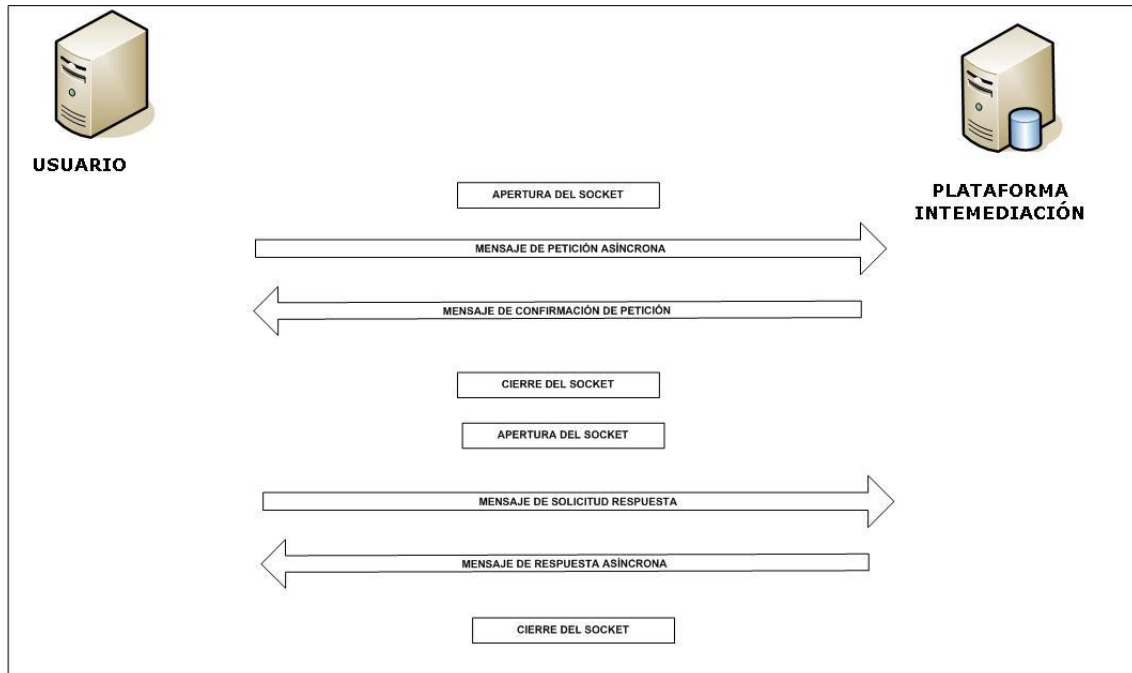 USUARIO
PLATAFORMA
INTEMEDIACIÓN
APERTURA DEL SOCKET
MENSAJE DE PETICIÓN ASÍNCRONA
MENSAJE DE CONFIRMACIÓN DE PETICIÓN
CIERRE DEL SOCKET
APERTURA DEL SOCKET
MENSAJE DE SOLICITUD RESPUESTA
MENSAJE DE RESPUESTA ASÍNCRONA
CIERRE DEL SOCKET